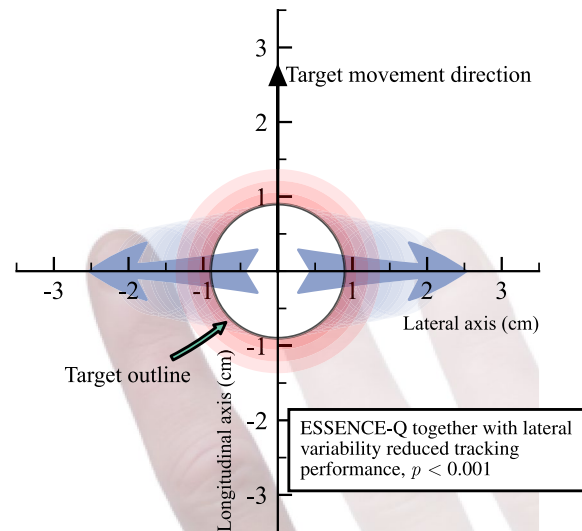 3
Target movement direction
2
1
-3
-2
-1
1
2
3
Lateral axis (cm)
-1
Target outline
Longitudinal axis (cm)
-2
ESSENCE-Q together with lateral
variability reduced tracking
performance, p < 0.001
-3